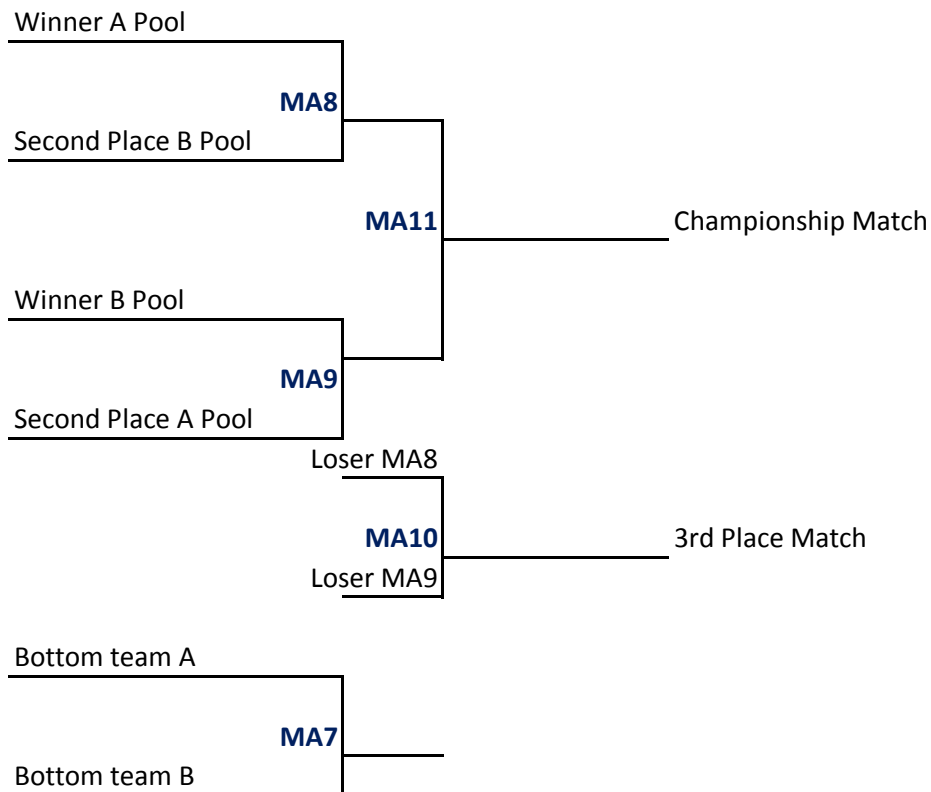 Winner A Pool
MA8
Second Place B Pool
MA11
Championship Match
Winner B Pool
MA9
Second Place A Pool
Loser MA8
MA10
3rd Place Match
Loser MA9
Bottom team A
MA7
Bottom team B